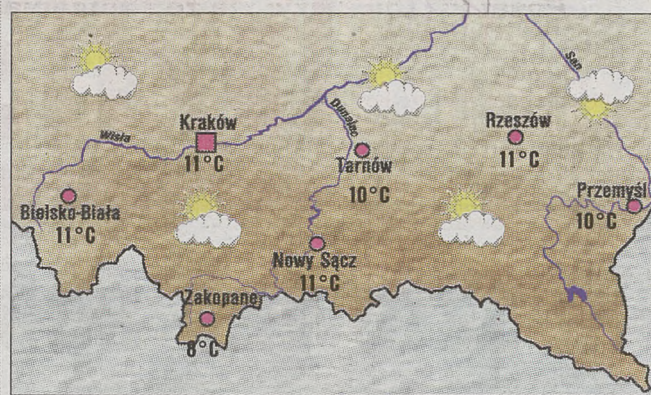 San
Dunajec
Kraków
11°C
Rzeszów
11°C
Wisła
Tarnów
10°C
Przemyśl
10°C
Bielsko-Biała
11°C
Nowy Sącz
11°C
Zakopane
8°C